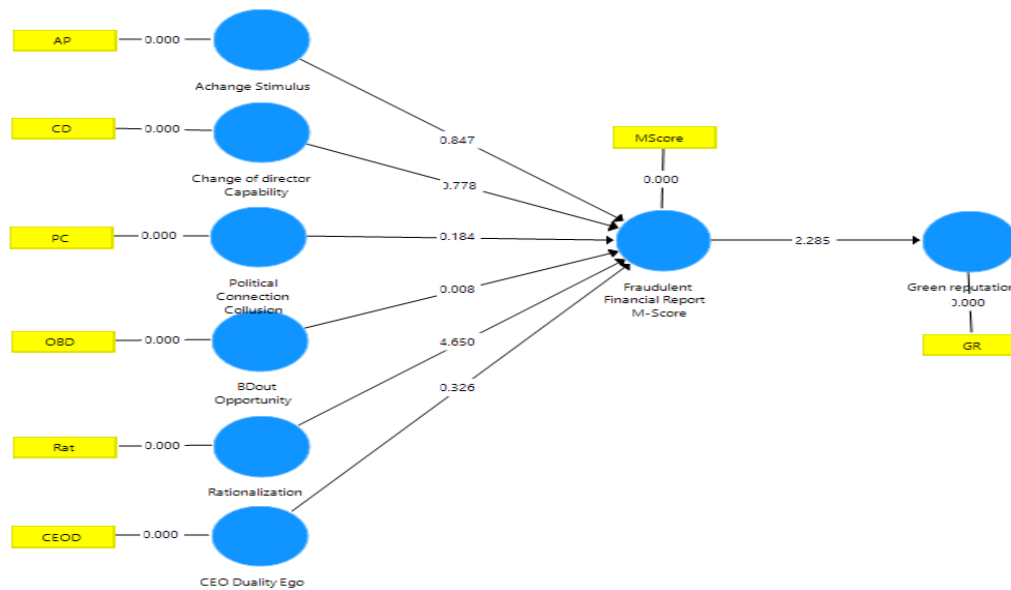 AP
0.000
Achange Stimulus
CD
0.000
Change of director
Capability
PC
0.000
Political
Connection
Collusion
OBD
0.000
BDout
Opportunity
Rat
0.000
Rationalization
CEOD
0.000
CEO Duality Ego
0.847
0.778
0.184
0.008
4.650
0.326
MScore
0.000
Fraudulent
Financial Report
M-Score
2.285
Green reputation
0.000
GR